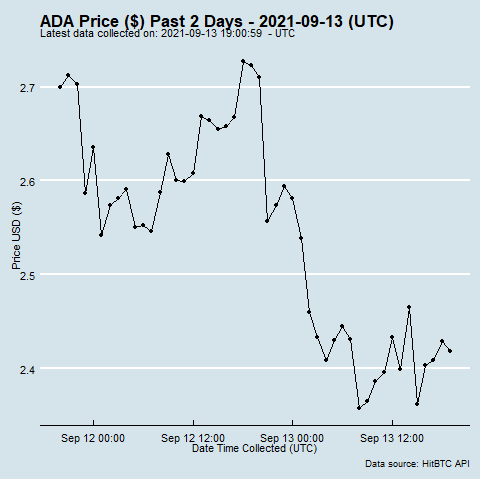 ADA Price ($) Past 2 Days - 2021-09-13 (UTC)
Latest data collected on: 2021-09-13 19:00:59 - UTC
2.7
2.6
2.5
2.4
Price USD ($)
Sep 12 00:00 Sep 12 12:00 Sep 13 00:00 Sep 13 12:00
Date Time Collected (UTC)
Data source: HitBTC API